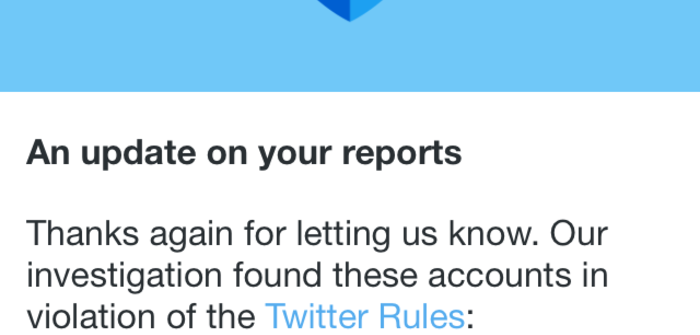 An update on your reports
Thanks again for letting us know. Our
investigation found these accounts in
violation of the Twitter Rules: